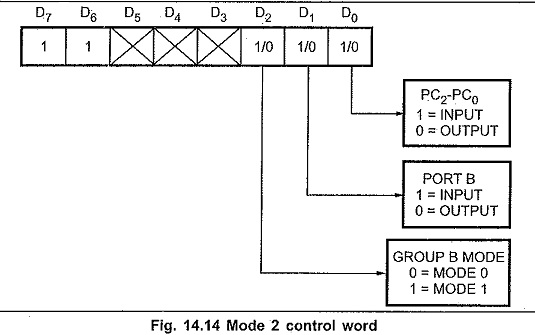 D7 D6 D5 D4 D3 D2 D1 D0
1 1 1/0 1/0 1/0
PC2-PC0
1 = INPUT
0 = OUTPUT
PORT B
1 = INPUT
0 = OUTPUT
GROUP B MODE
0 = MODE 0
1 = MODE 1
Fig. 14.14 Mode 2 control word